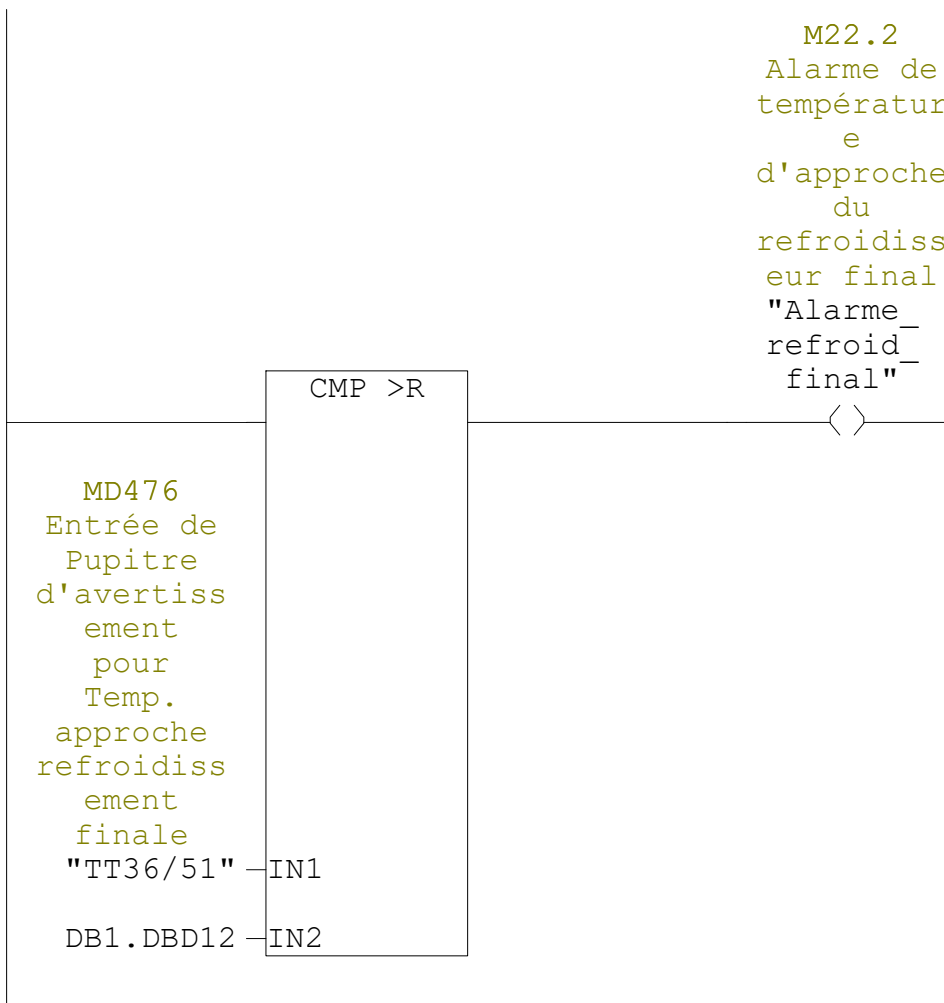 M22.2
Alarme de
températur
e
d'approche
du
refroidiss
eur final
"Alarme_
refroid_
final"
CMP >R
MD476
Entrée de
Pupitre
d'avertiss
ement
pour
Temp.
approche
refroidiss
ement
finale
"TT36/51" IN1
DB1.DBD12 IN2